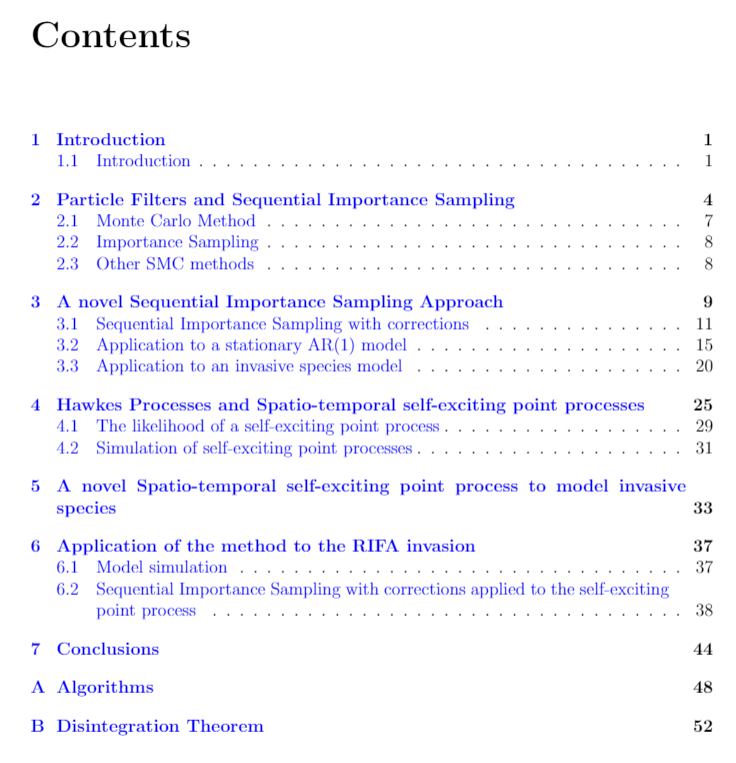 Contents
1 Introduction 1
1.1 Introduction . . . . . . . . . . . . . . . . . . . . . . . . . . . . . . . . . . . . 1
2 Particle Filters and Sequential Importance Sampling 4
2.1 Monte Carlo Method . . . . . . . . . . . . . . . . . . . . . . . . . . . . . . . 7
2.2 Importance Sampling . . . . . . . . . . . . . . . . . . . . . . . . . . . . . . . 8
2.3 Other SMC methods . . . . . . . . . . . . . . . . . . . . . . . . . . . . . . . 8
3 A novel Sequential Importance Sampling Approach 9
3.1 Sequential Importance Sampling with corrections . . . . . . . . . . . . . . . 11
3.2 Application to a stationary AR(1) model . . . . . . . . . . . . . . . . . . . . 15
3.3 Application to an invasive species model . . . . . . . . . . . . . . . . . . . . 20
4 Hawkes Processes and Spatio-temporal self-exciting point processes 25
4.1 The likelihood of a self-exciting point process . . . . . . . . . . . . . . . . . . 29
4.2 Simulation of self-exciting point processes . . . . . . . . . . . . . . . . . . . . 31
5 A novel Spatio-temporal self-exciting point process to model invasive
species 33
6 Application of the method to the RIFA invasion 37
6.1 Model simulation . . . . . . . . . . . . . . . . . . . . . . . . . . . . . . . . . 37
6.2 Sequential Importance Sampling with corrections applied to the self-exciting
point process . . . . . . . . . . . . . . . . . . . . . . . . . . . . . . . . . . . 38
7 Conclusions 44
A Algorithms 48
B Disintegration Theorem 52